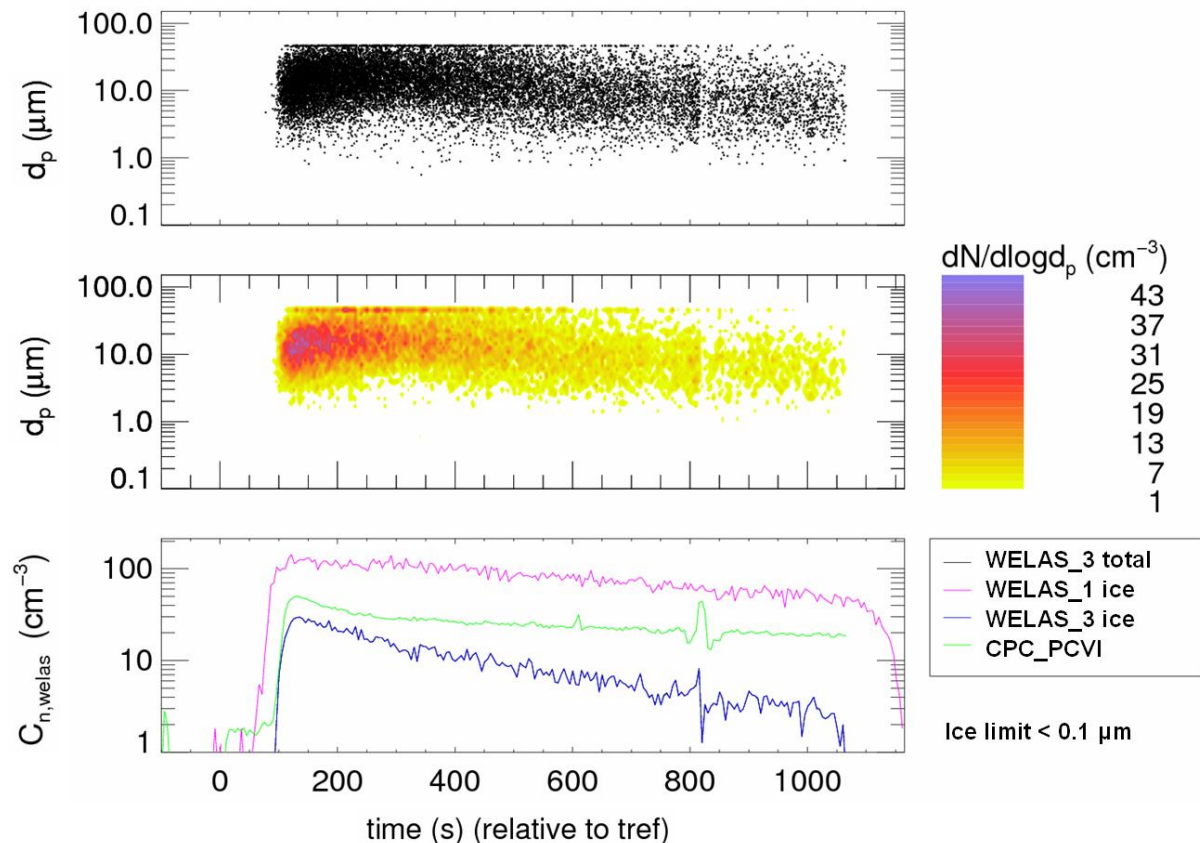 100.0
10.0
1.0
0.1
dₚ (μm)
100.0
10.0
1.0
0.1
dₚ (μm)
dN/dlogdₚ (cm⁻³)
43
37
31
25
19
13
7
1
100
10
1
Cn,welas (cm⁻³)
WELAS_3 total
WELAS_1 ice
WELAS_3 ice
CPC_PCVI
Ice limit < 0.1 μm
0 200 400 600 800 1000
time (s) (relative to tref)